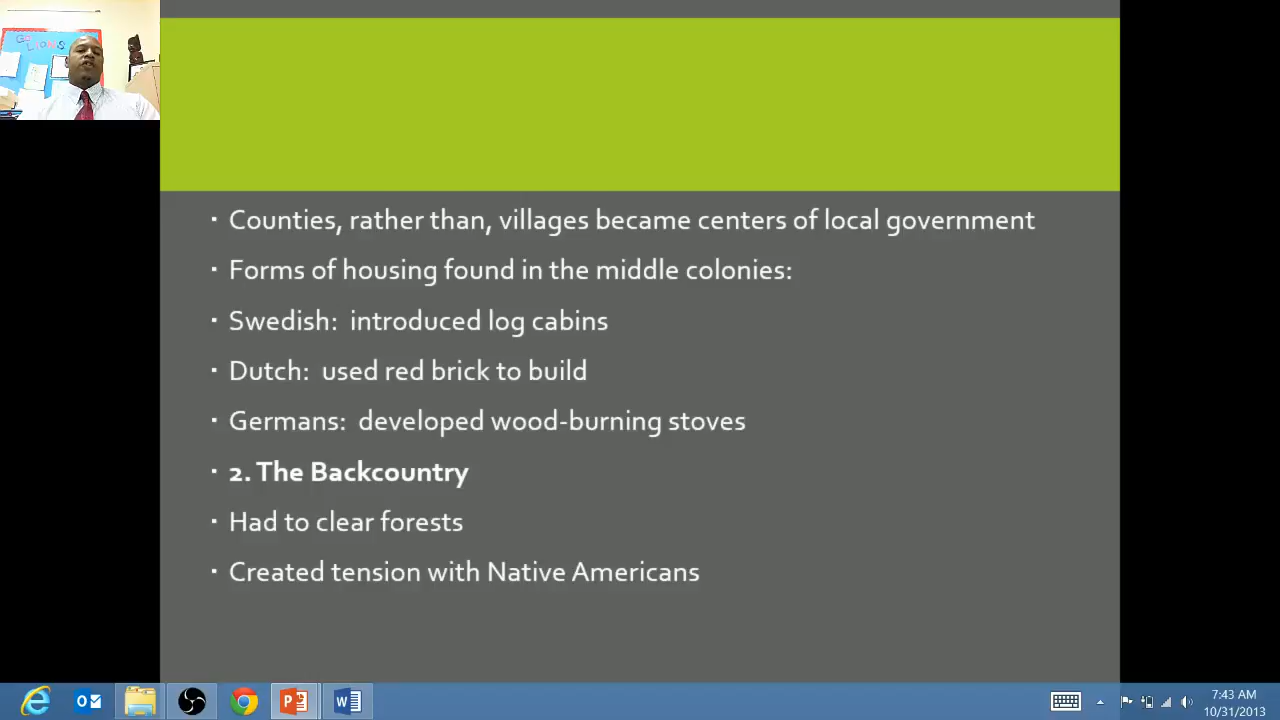 GO
LIONS
▪ Counties, rather than, villages became centers of local government
▪ Forms of housing found in the middle colonies:
▪ Swedish: introduced log cabins
▪ Dutch: used red brick to build
▪ Germans: developed wood-burning stoves
▪ 2. The Backcountry
▪ Had to clear forests
▪ Created tension with Native Americans
7:43 AM
10/31/2013